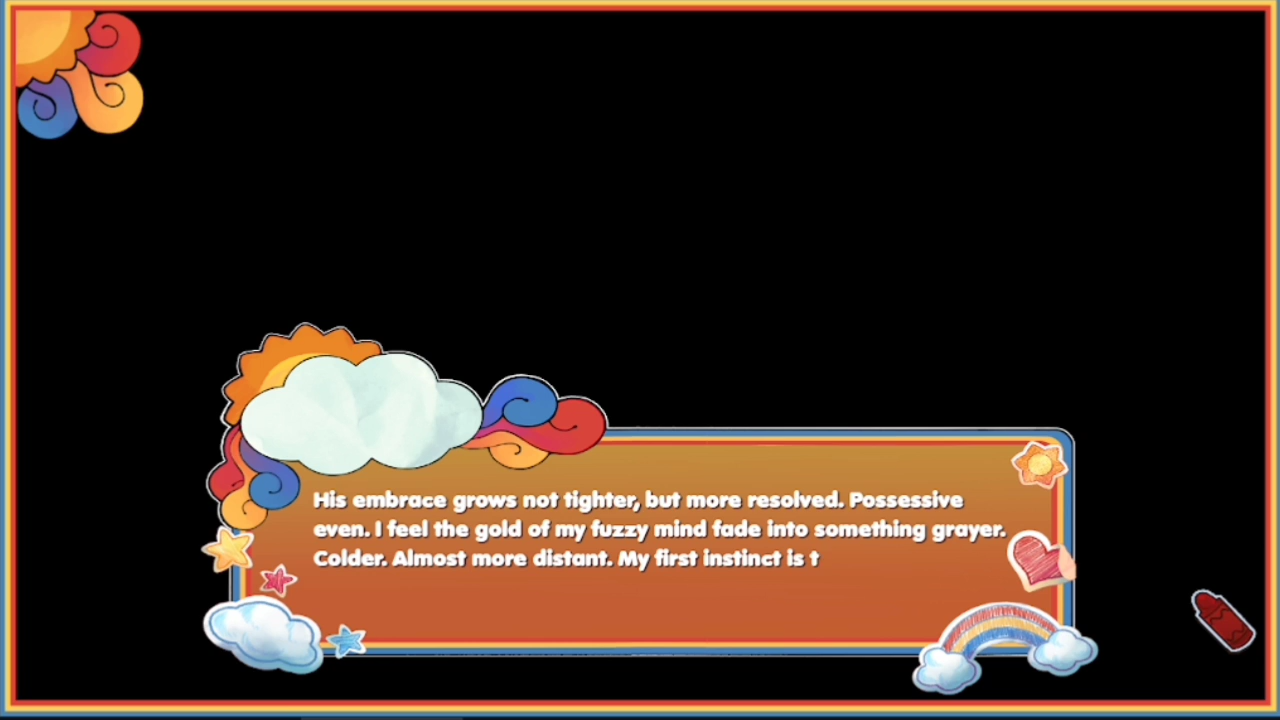 His embrace grows not tighter, but more resolved. Possessive
even. I feel the gold of my fuzzy mind fade into something grayer.
Colder. Almost more distant. My first instinct is t